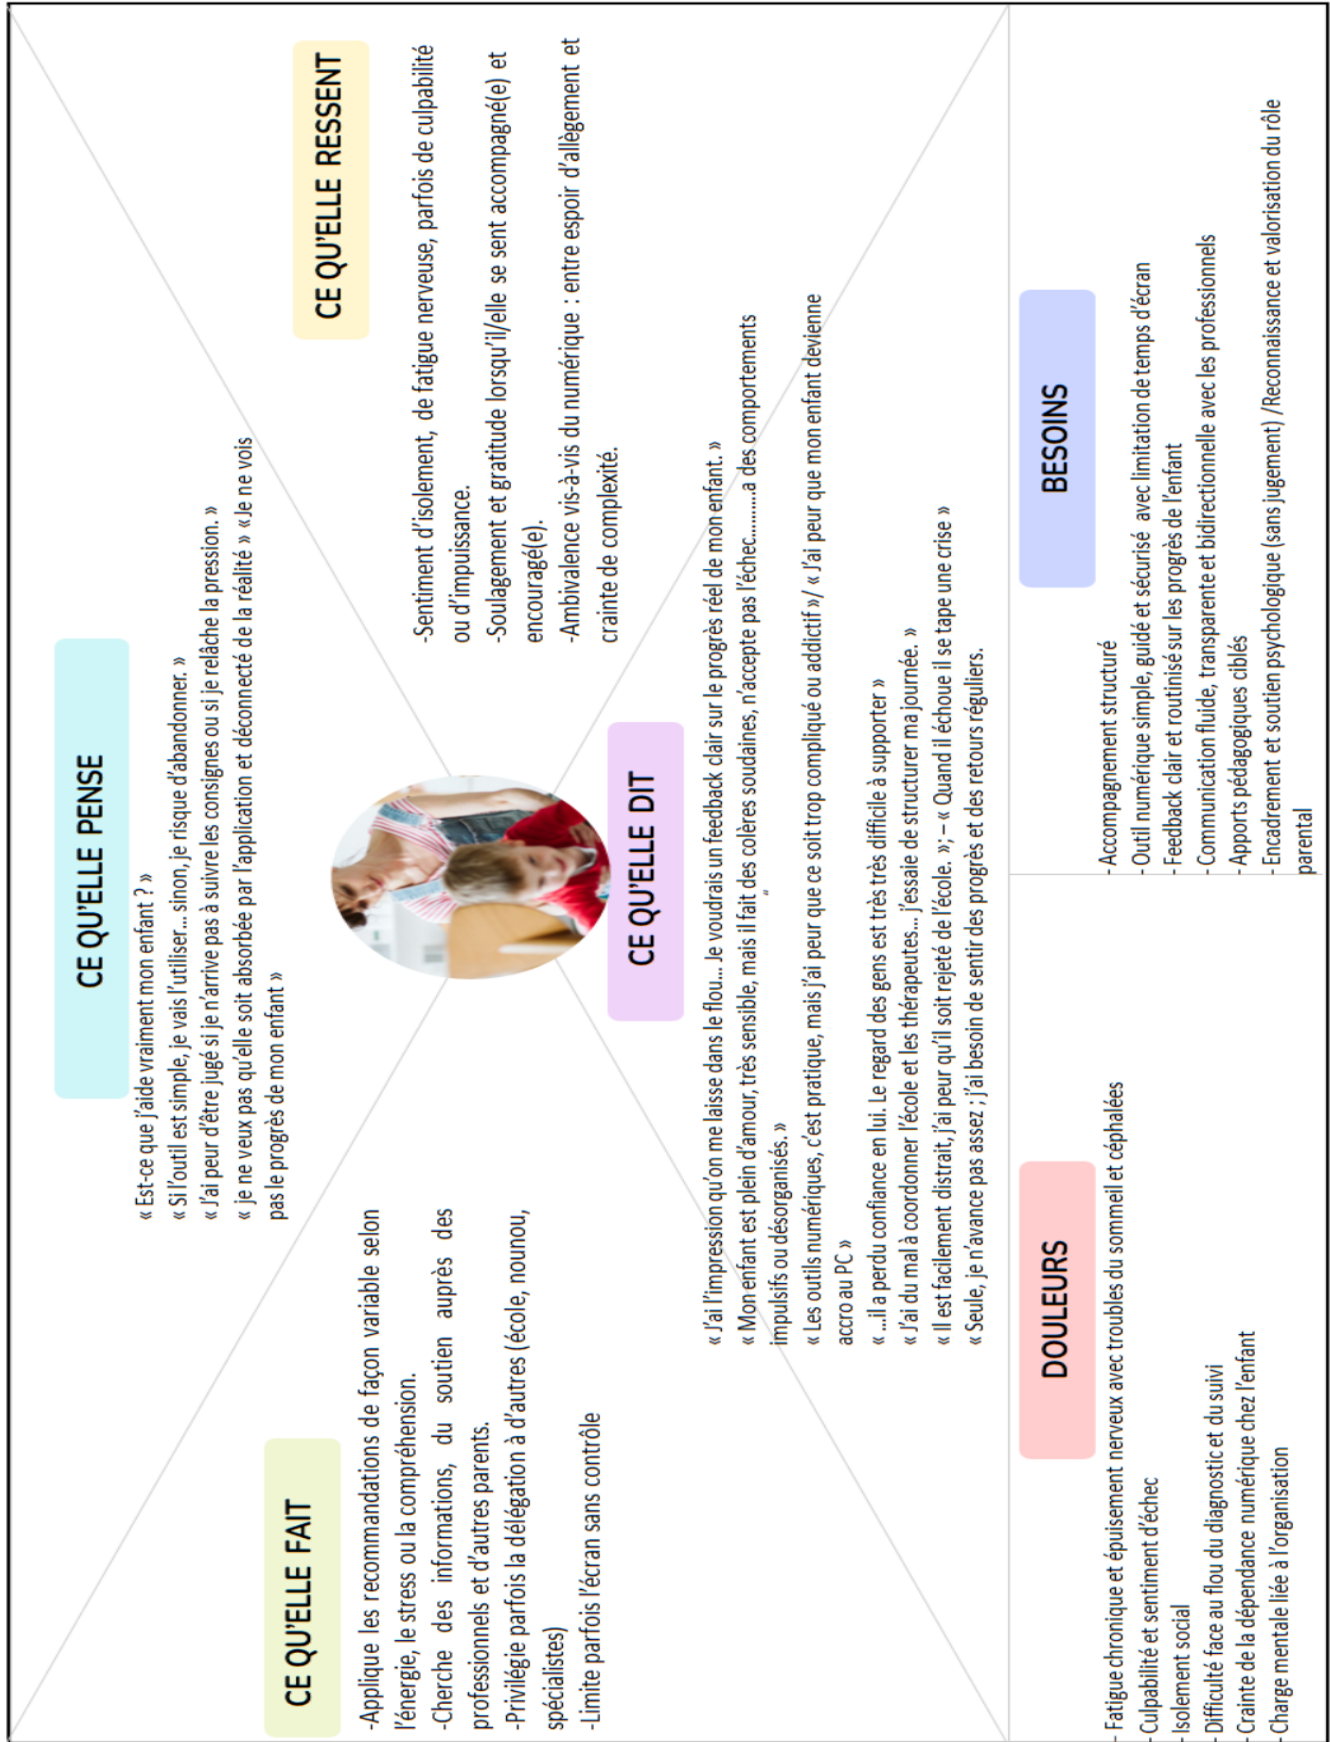 CE QU'ELLE PENSE
« Est-ce que j'aide vraiment mon enfant ? »
« Si l'outil est simple, je vais l'utiliser... sinon, je risque d'abandonner. »
« J'ai peur d'être jugé si je n'arrive pas à suivre les consignes ou si je relâche la pression. »
« je ne veux pas qu'elle soit absorbée par l'application et déconnecté de la réalité » «Je ne vois
pas le progrès de mon enfant »
CE QU'ELLE FAIT
-Applique les recommandations de façon variable selon
l'énergie, le stress ou la compréhension.
-Cherche des informations, du soutien auprès des
professionnels et d'autres parents.
-Privilégie parfois la délégation à d'autres (école, nounou,
spécialistes)
-Limite parfois l'écran sans contrôle
CE QU'ELLE RESSENT
-Sentiment d'isolement, de fatigue nerveuse, parfois de culpabilité
ou d'impuissance.
-Soulagement et gratitude lorsqu'il/elle se sent accompagné(e) et
encouragé(e).
-Ambivalence vis-à-vis du numérique : entre espoir d'allègement et
crainte de complexité.
CE QU'ELLE DIT
« J'ai l'impression qu'on me laisse dans le flou... Je voudrais un feedback clair sur le progrès réel de mon enfant. »
« Mon enfant est plein d'amour, très sensible, mais il fait des colères soudaines, n'accepte pas l'échec...........a des comportements
impulsifs ou désorganisés. »
"
« Les outils numériques, c'est pratique, mais j'ai peur que ce soit trop compliqué ou addictif »/ « J'ai peur que mon enfant devienne
accro au PC »
« ...il a perdu confiance en lui. Le regard des gens est très très difficile à supporter »
« J'ai du mal à coordonner l'école et les thérapeutes... j'essaie de structurer ma journée. »
« Il est facilement distrait, j'ai peur qu'il soit rejeté de l'école. »; – « Quand il échoue il se tape une crise »
« Seule, je n'avance pas assez ; j'ai besoin de sentir des progrès et des retours réguliers.
DOULEURS
- Fatigue chronique et épuisement nerveux avec troubles du sommeil et céphalées
- Culpabilité et sentiment d'échec
- Isolement social
- Difficulté face au flou du diagnostic et du suivi
- Crainte de la dépendance numérique chez l'enfant
- Charge mentale liée à l'organisation
BESOINS
- Accompagnement structuré
- Outil numérique simple, guidé et sécurisé avec limitation de temps d'écran
- Feedback clair et routinisé sur les progrès de l'enfant
- Communication fluide, transparente et bidirectionnelle avec les professionnels
- Apports pédagogiques ciblés
- Encadrement et soutien psychologique (sans jugement) /Reconnaissance et valorisation du rôle
parental